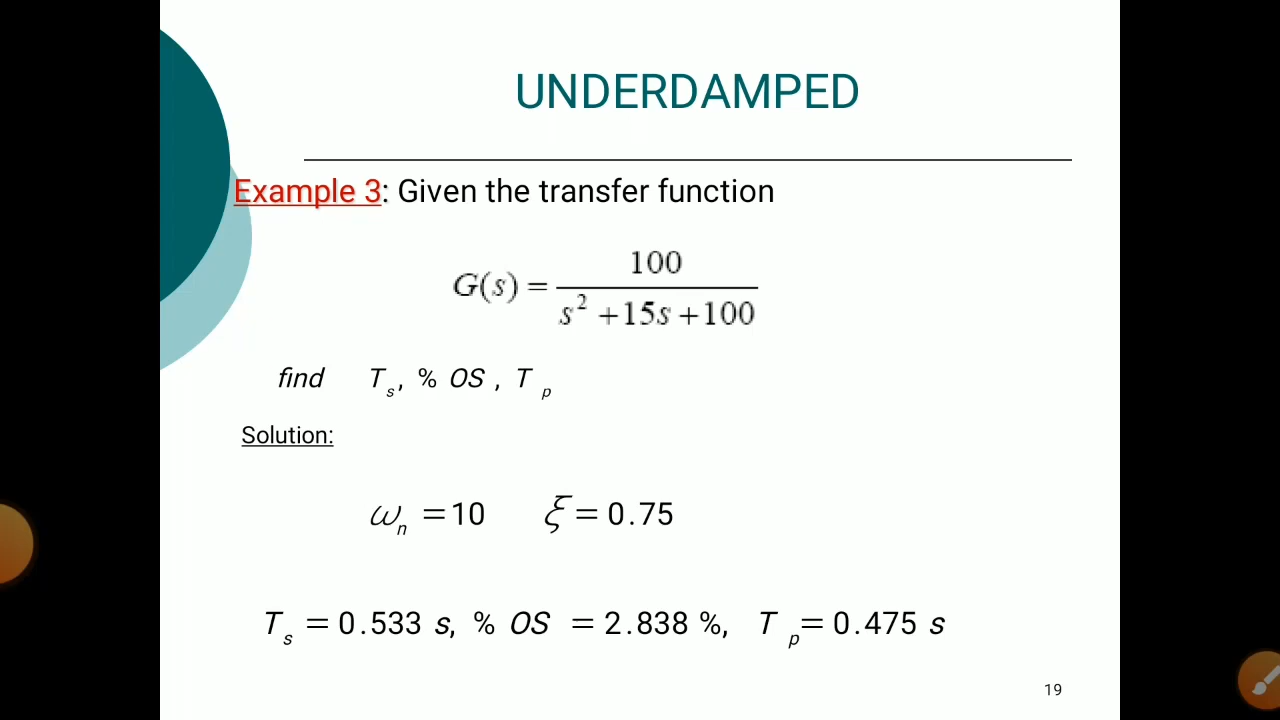 UNDERDAMPED
Example 3: Given the transfer function
G(s) = 100 / (s² + 15s + 100)
find T_s, % OS , T_p
Solution:
ω_n = 10 ξ = 0.75
T_s = 0.533 s, % OS = 2.838 %, T_p = 0.475 s
19